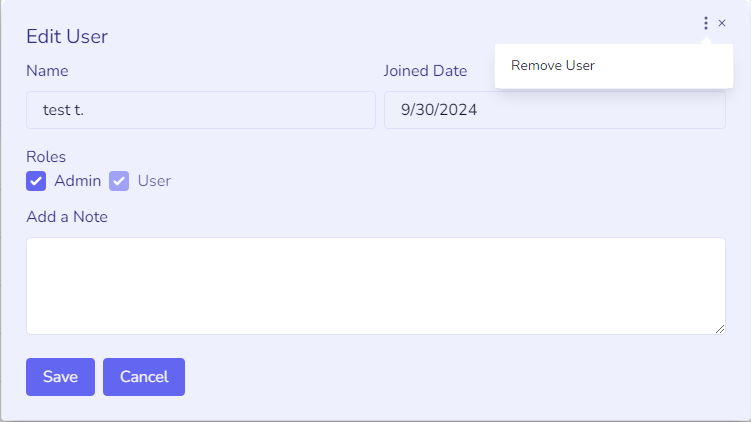 Edit User
Remove User
Name
Joined Date
test t.
9/30/2024
Roles
Admin
User
Add a Note
Save
Cancel